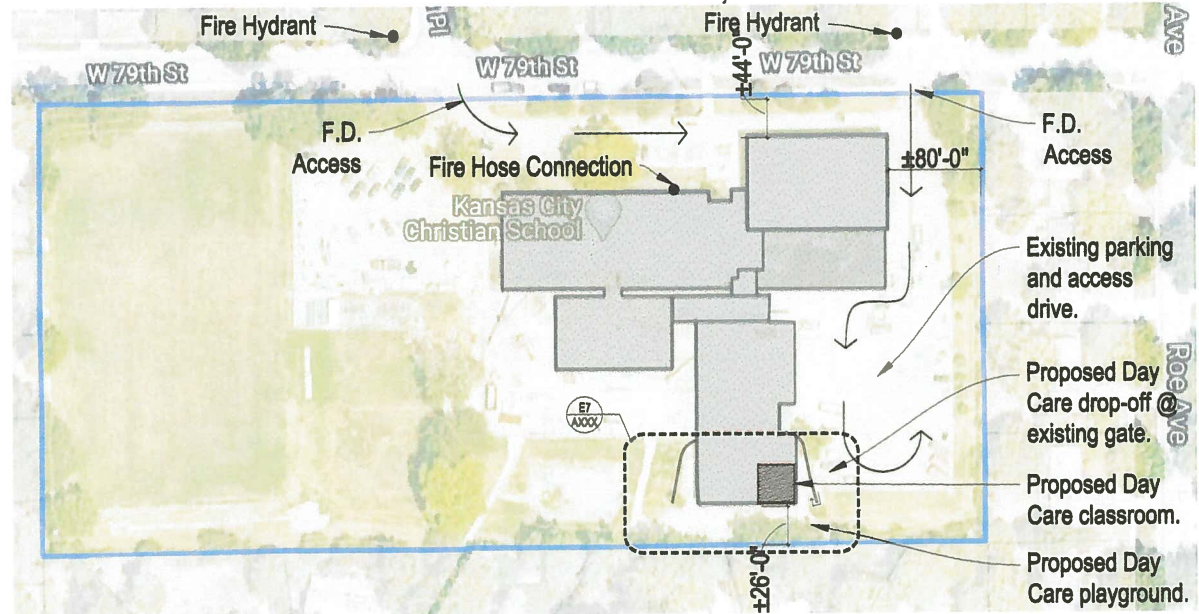 Fire Hydrant
Fire Hydrant
Pl
Ave
W 79th St
W 79th St
W 79th St
±44'-0"
F.D.
Access
F.D.
Access
Fire Hose Connection
±80'-0"
Kansas City
Christian School
Existing parking
and access
drive.
Roe Ave
Proposed Day
Care drop-off @
existing gate.
E7
AXXX
Proposed Day
Care classroom.
±26'-0"
Proposed Day
Care playground.